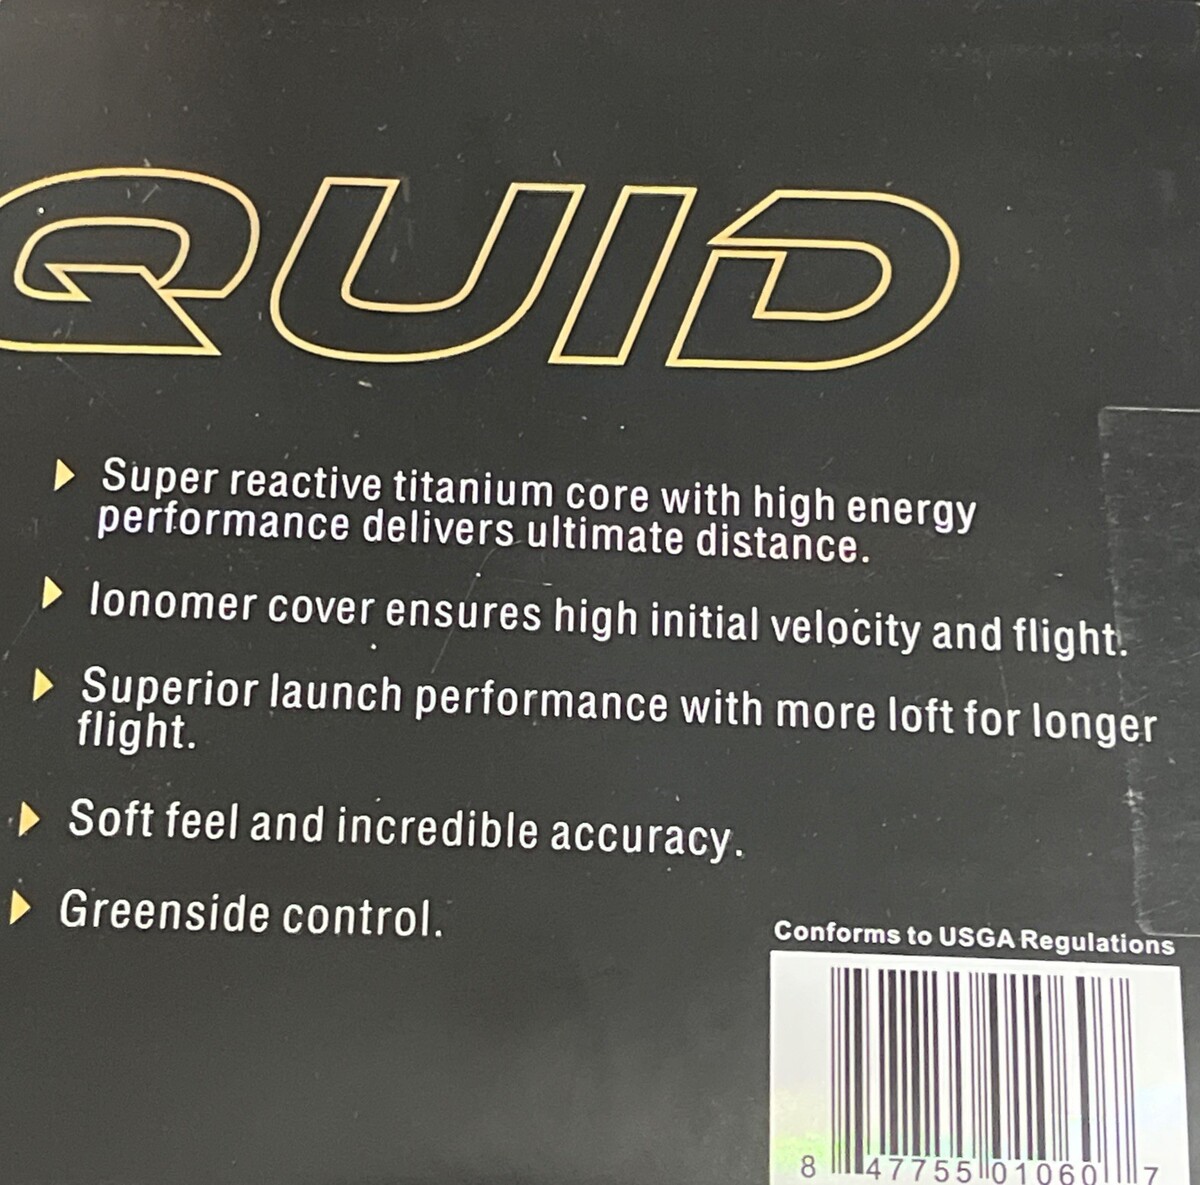 QUID
Super reactive titanium core with high energy
performance delivers ultimate distance.
Ionomer cover ensures high initial velocity and flight.
Superior launch performance with more loft for longer
flight.
Soft feel and incredible accuracy.
Greenside control.
Conforms to USGA Regulations
8 47755 01060 7